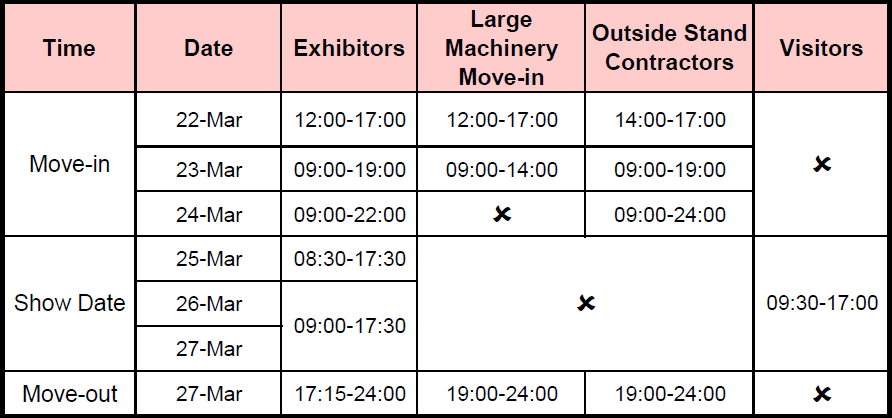 Time Date Exhibitors Large Machinery Move-in Outside Stand Contractors Visitors
Move-in 22-Mar 12:00-17:00 12:00-17:00 14:00-17:00 ✘
23-Mar 09:00-19:00 09:00-14:00 09:00-19:00
24-Mar 09:00-22:00 ✘ 09:00-24:00
Show Date 25-Mar 08:30-17:30 ✘ 09:30-17:00
26-Mar 09:00-17:30
27-Mar
Move-out 27-Mar 17:15-24:00 19:00-24:00 19:00-24:00 ✘